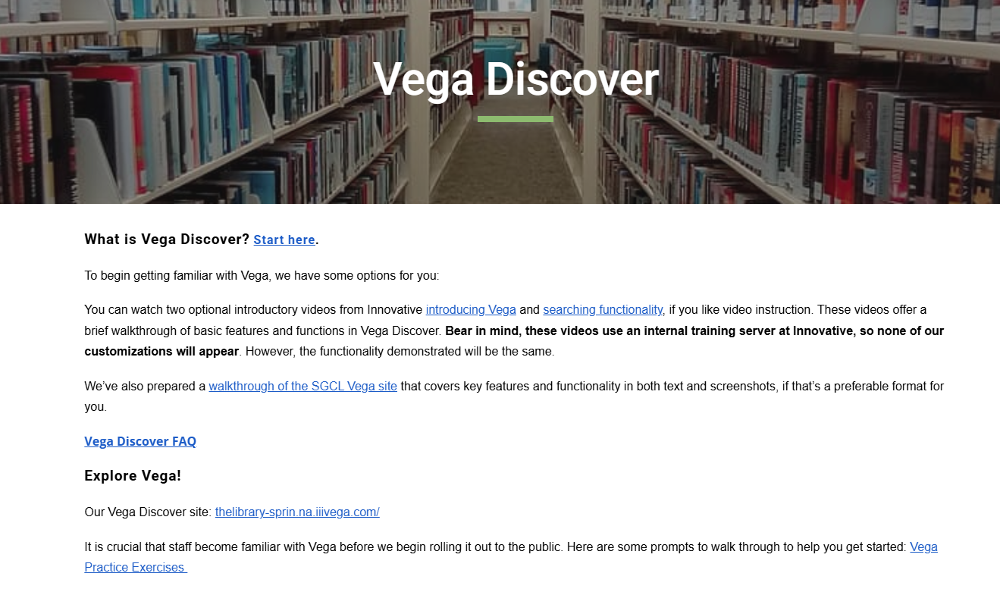 Vega Discover
What is Vega Discover? Start here.
To begin getting familiar with Vega, we have some options for you:
You can watch two optional introductory videos from Innovative introducing Vega and searching functionality, if you like video instruction. These videos offer a
brief walkthrough of basic features and functions in Vega Discover. Bear in mind, these videos use an internal training server at Innovative, so none of our
customizations will appear. However, the functionality demonstrated will be the same.
We’ve also prepared a walkthrough of the SGCL Vega site that covers key features and functionality in both text and screenshots, if that’s a preferable format for
you.
Vega Discover FAQ
Explore Vega!
Our Vega Discover site: thelibrary-sprin.na.iiivega.com/
It is crucial that staff become familiar with Vega before we begin rolling it out to the public. Here are some prompts to walk through to help you get started: Vega
Practice Exercises